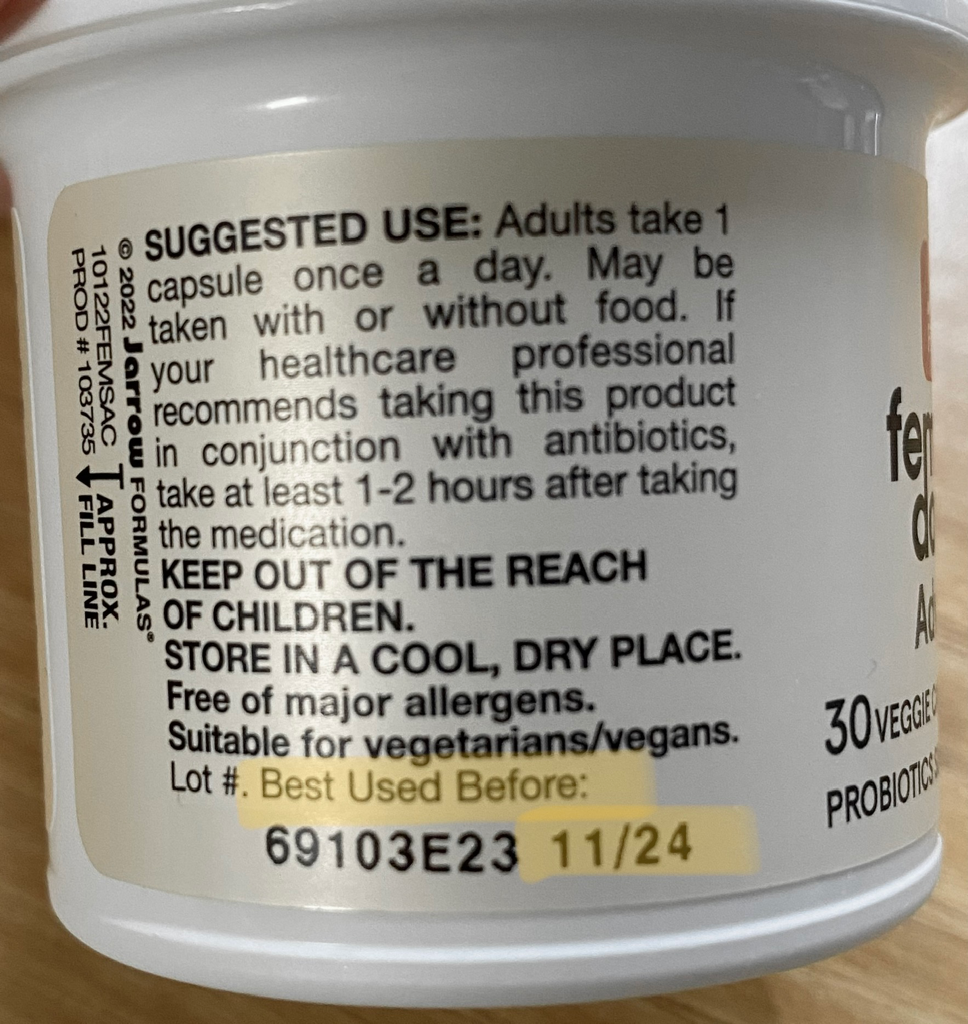 SUGGESTED USE: Adults take 1
capsule once a day. May be
taken with or without food. If
your healthcare professional
recommends taking this product
in conjunction with antibiotics,
take at least 1-2 hours after taking
the medication.
KEEP OUT OF THE REACH
OF CHILDREN.
STORE IN A COOL, DRY PLACE.
Free of major allergens.
Suitable for vegetarians/vegans.
Lot #. Best Used Before:
69103E23 11/24
© 2022 Jarrow FORMULAS®
10122FEMSAC APPROX.
PROD # 103735 FILL LINE
30 VEGGIE
PROBIOTICS